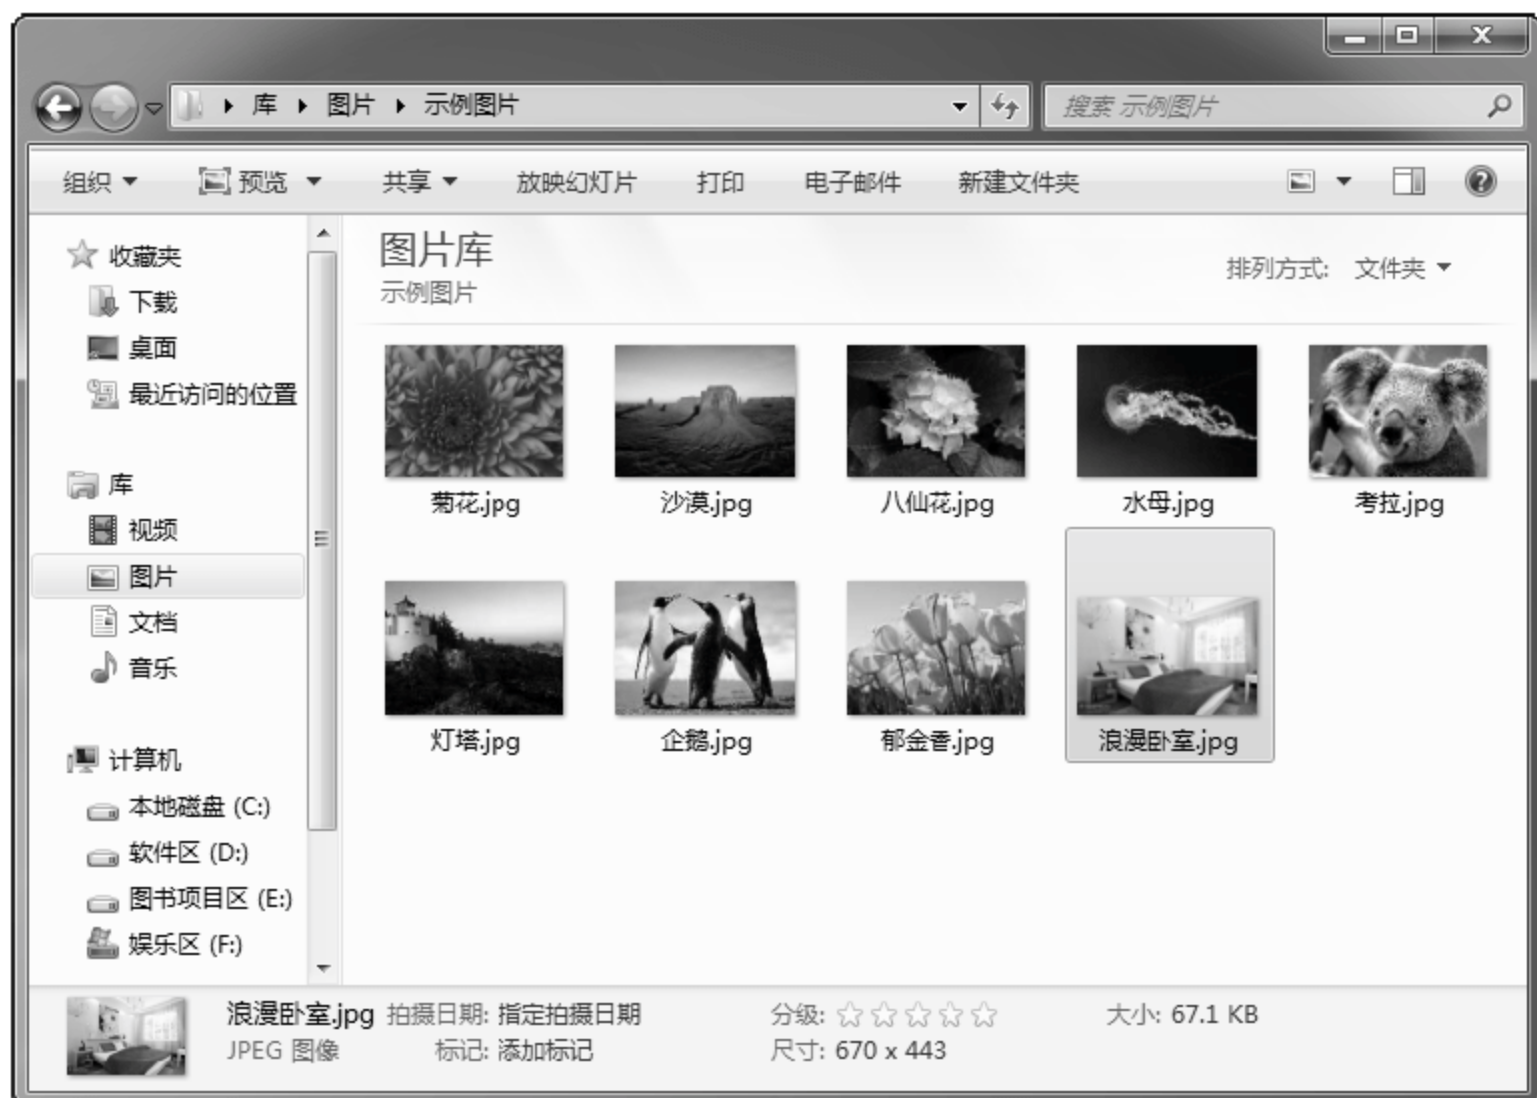 库 图片 示例图片
搜索 示例图片
组织 预览 共享 放映幻灯片 打印 电子邮件 新建文件夹
收藏夹
下载
桌面
最近访问的位置
库
视频
图片
文档
音乐
计算机
本地磁盘 (C:)
软件区 (D:)
图书项目区 (E:)
娱乐区 (F:)
图片库
示例图片
排列方式: 文件夹
菊花.jpg 沙漠.jpg 八仙花.jpg 水母.jpg 考拉.jpg
灯塔.jpg 企鹅.jpg 郁金香.jpg 浪漫卧室.jpg
浪漫卧室.jpg 拍摄日期: 指定拍摄日期 分级: 大小: 67.1 KB
JPEG 图像 标记: 添加标记 尺寸: 670 x 443